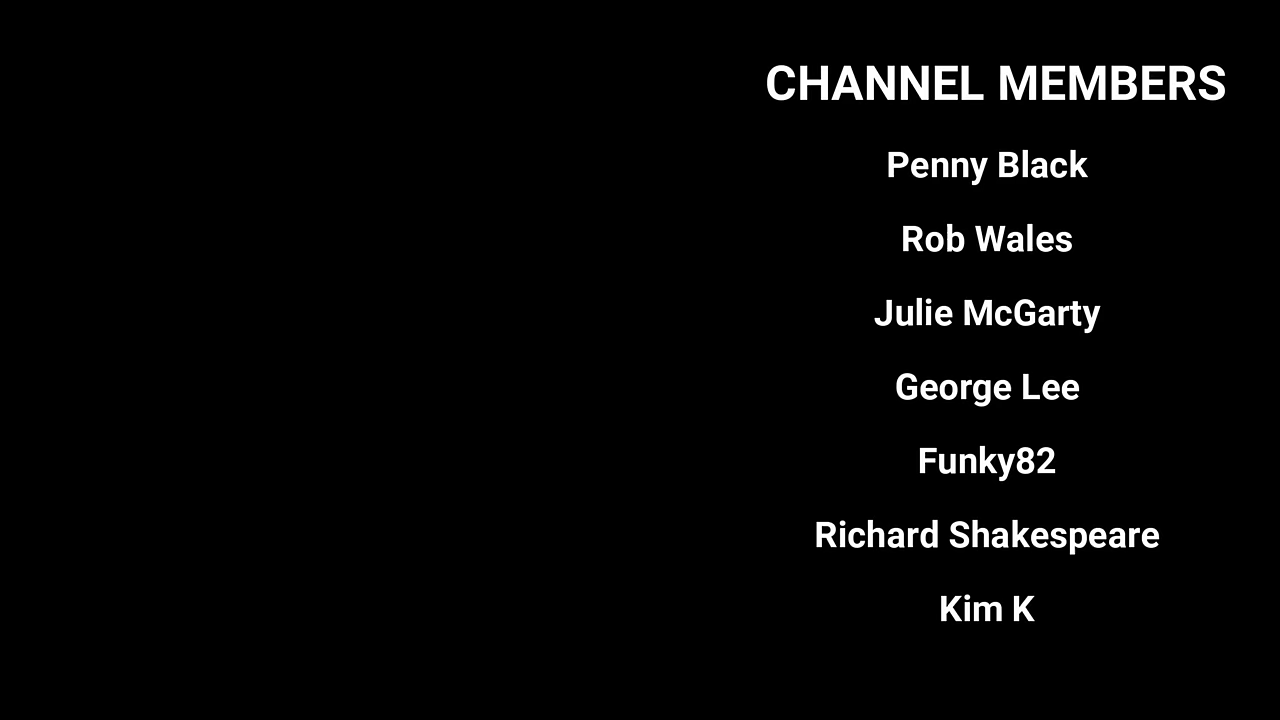 CHANNEL MEMBERS
Penny Black
Rob Wales
Julie McGarty
George Lee
Funky82
Richard Shakespeare
Kim K